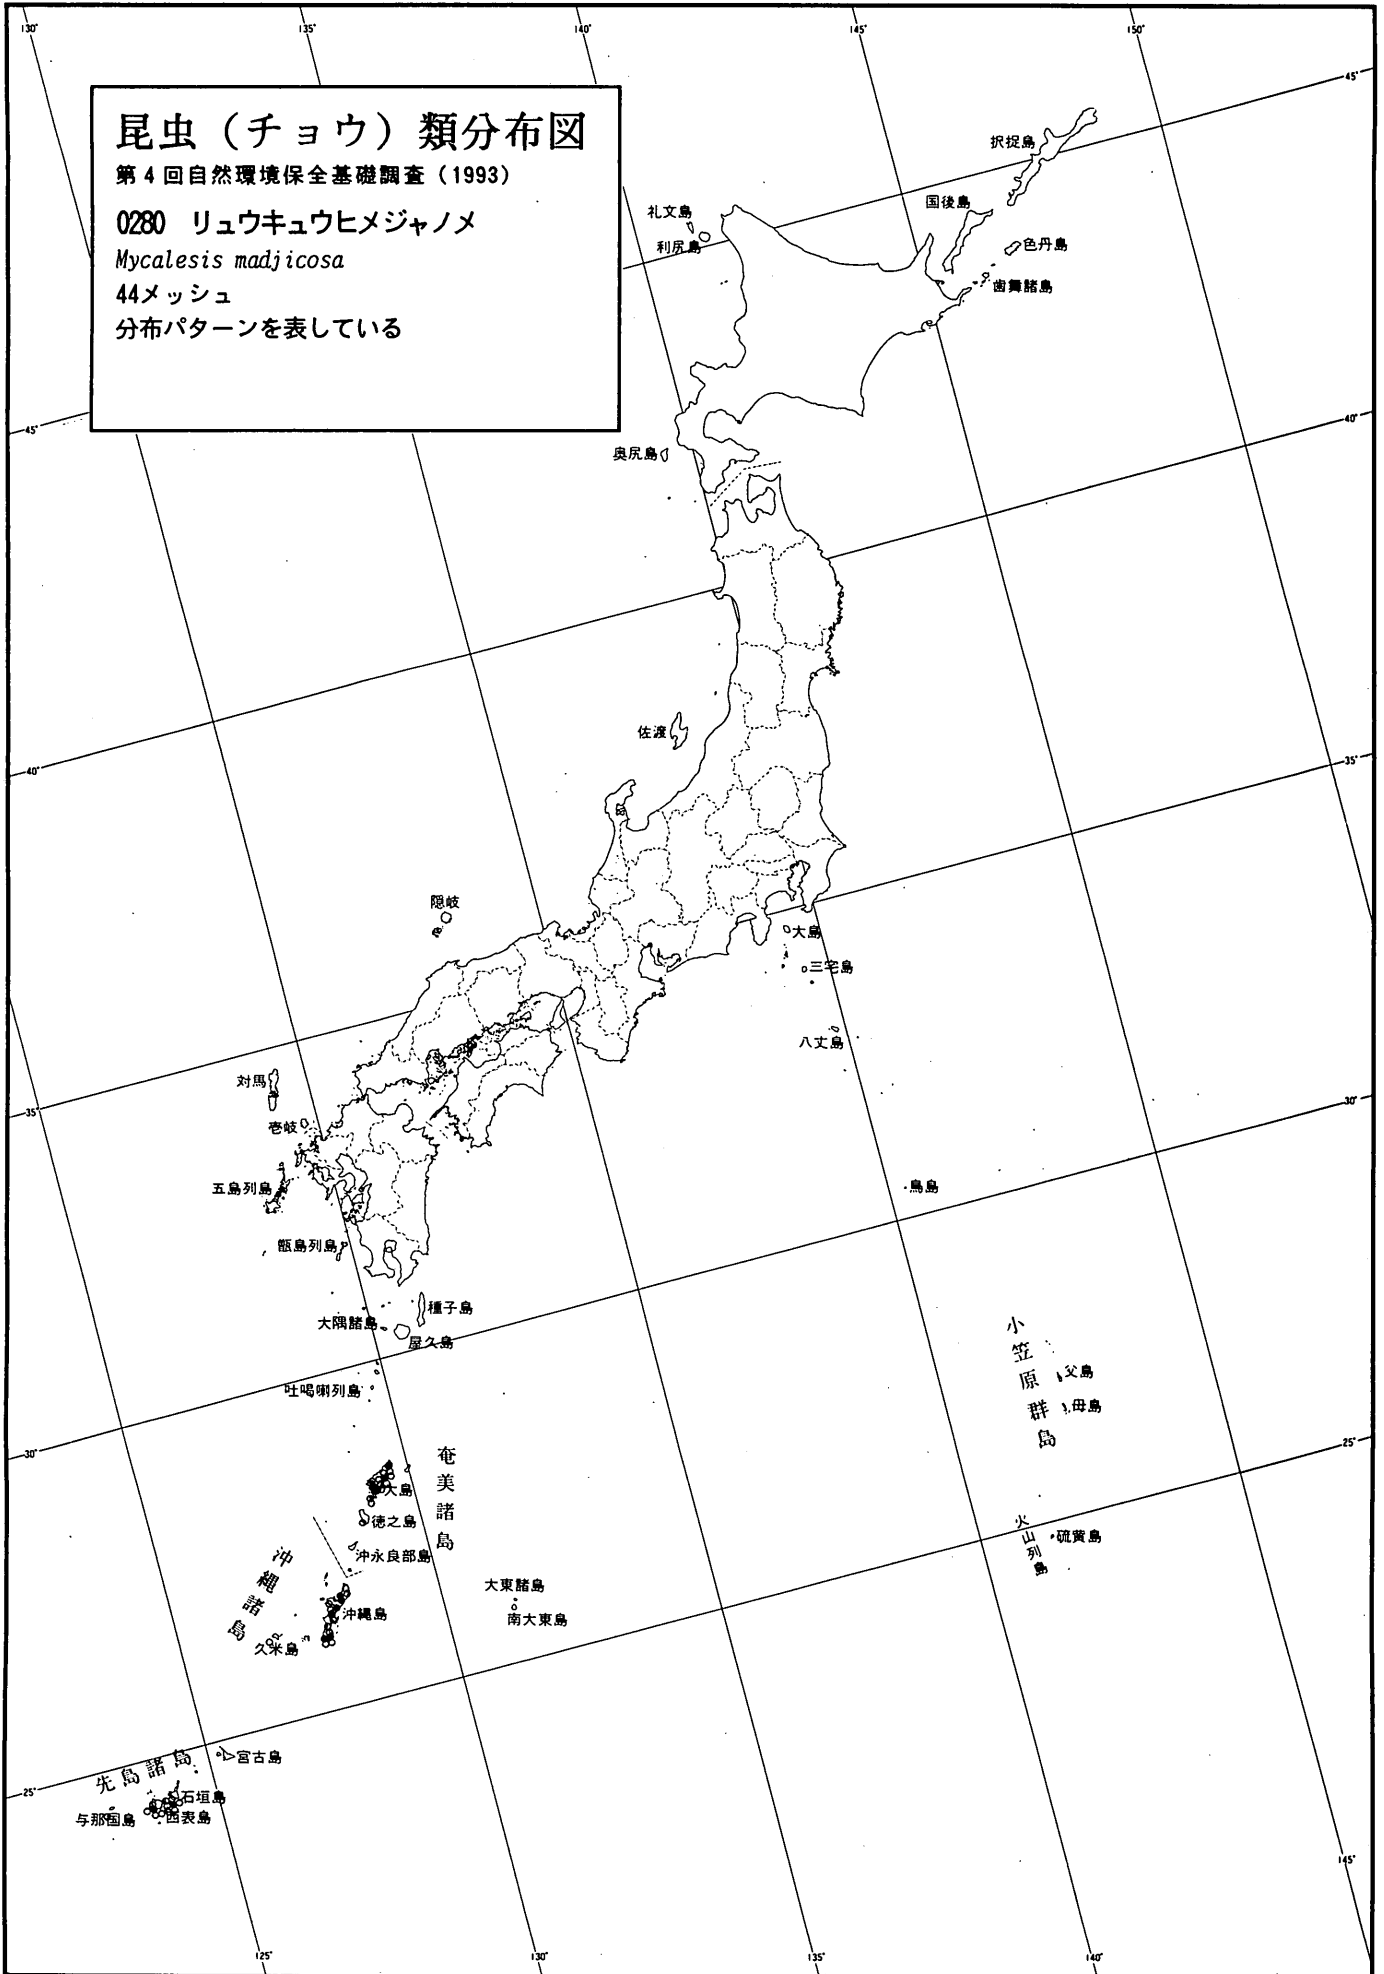 130°
135°
140°
145°
150°
昆虫（チョウ）類分布図
第４回自然環境保全基礎調査（1993）
0280 リュウキュウヒメジャノメ
Mycalesis madjicosa
44メッシュ
分布パターンを表している
45°
択捉島
国後島
色丹島
歯舞諸島
礼文島
利尻島
45°
40°
奥尻島
佐渡
40°
35°
隠岐
大島
三宅島
八丈島
対馬
壱岐
35°
30°
五島列島
鳥島
甑島列島
種子島
大隅諸島
屋久島
吐噶喇列島
小笠原群島
父島
母島
30°
25°
奄美諸島
大島
徳之島
沖永良部島
火山列島
硫黄島
沖縄諸島
沖縄島
久米島
大東諸島
南大東島
宮古島
先島諸島
石垣島
西表島
与那国島
25°
145°
125°
130°
135°
140°